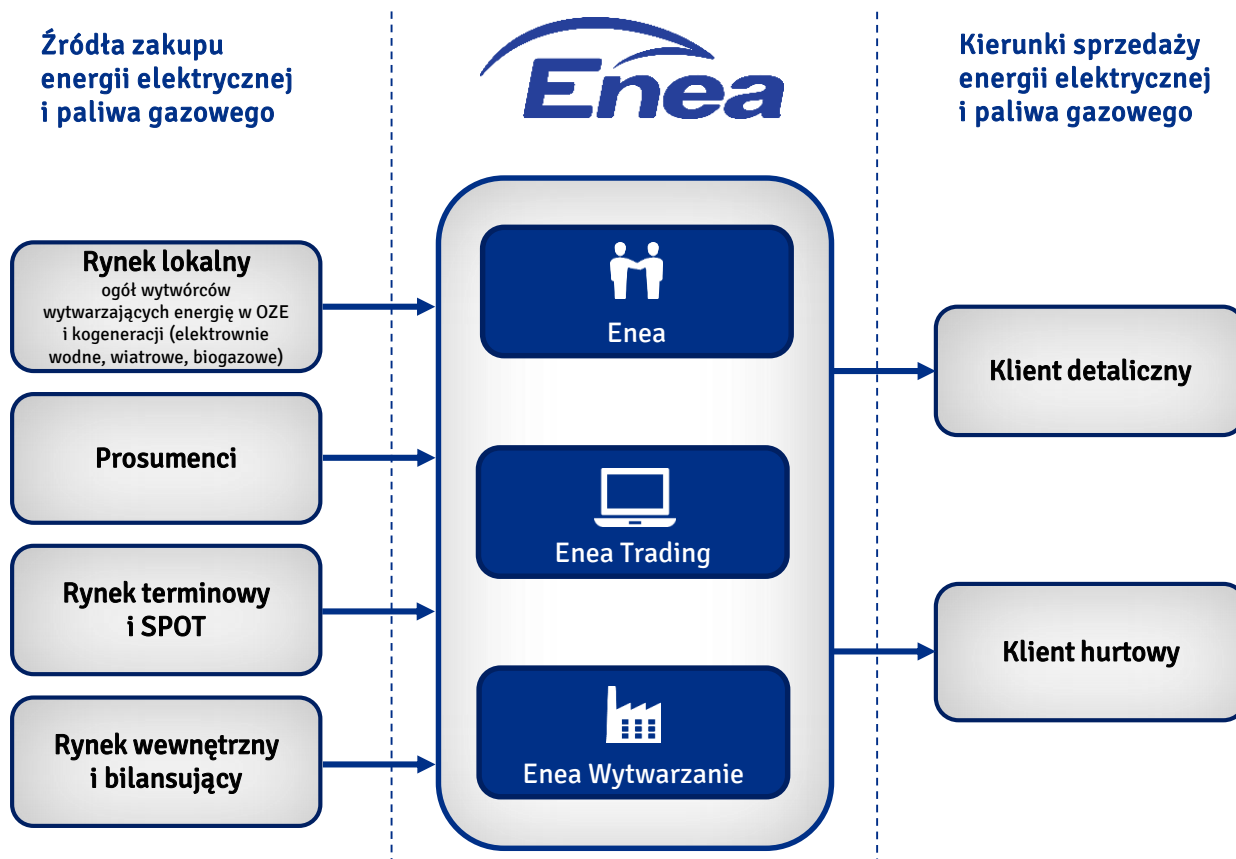 Źródła zakupu
energii elektrycznej
i paliwa gazowego
Enea
Kierunki sprzedaży
energii elektrycznej
i paliwa gazowego
Rynek lokalny
ogół wytwórców
wytwarzających energię w OZE
i kogeneracji (elektrownie
wodne, wiatrowe, biogazowe)
Prosumenci
Rynek terminowy
i SPOT
Rynek wewnętrzny
i bilansujący
Enea
Enea Trading
Enea Wytwarzanie
Klient detaliczny
Klient hurtowy